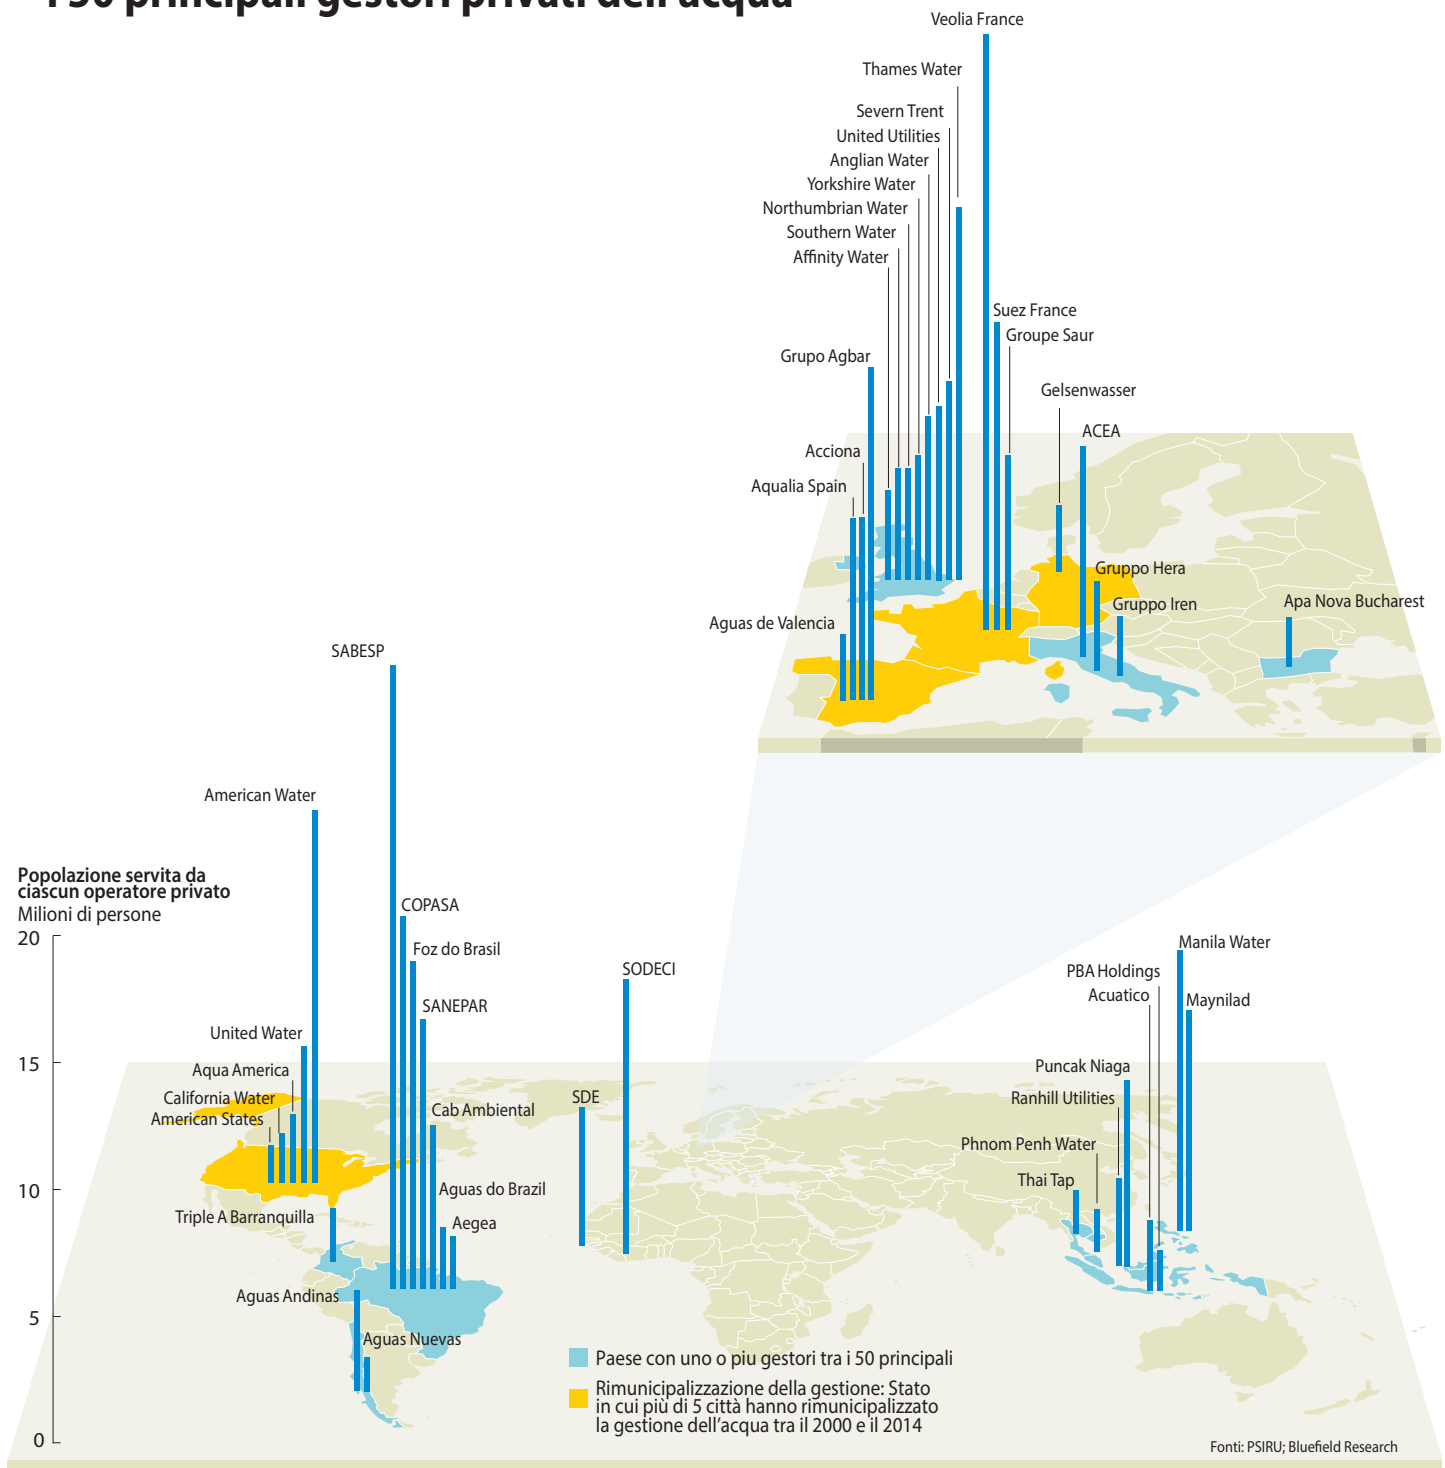 I 50 principali gestori privati dell'acqua
Veolia France
Thames Water
Severn Trent
United Utilities
Anglian Water
Yorkshire Water
Northumbrian Water
Southern Water
Affinity Water
Suez France
Groupe Saur
Grupo Agbar
Gelsenwasser
ACEA
Acciona
Aqualia Spain
Gruppo Hera
Gruppo Iren
Apa Nova Bucharest
Aguas de Valencia
SABESP
American Water
Popolazione servita da
ciascun operatore privato
Milioni di persone
20
15
10
5
0
COPASA
Foz do Brasil
SANEPAR
SODECI
Manila Water
PBA Holdings
Acuatico
Maynilad
United Water
Aqua America
California Water
American States
Cab Ambiental
SDE
Puncak Niaga
Ranhill Utilities
Phnom Penh Water
Thai Tap
Triple A Barranquilla
Aguas do Brazil
Aegea
Aguas Andinas
Aguas Nuevas
Paese con uno o piu gestori tra i 50 principali
Rimunicipalizzazione della gestione: Stato
in cui più di 5 città hanno rimunicipalizzato
la gestione dell'acqua tra il 2000 e il 2014
Fonti: PSIRU; Bluefield Research